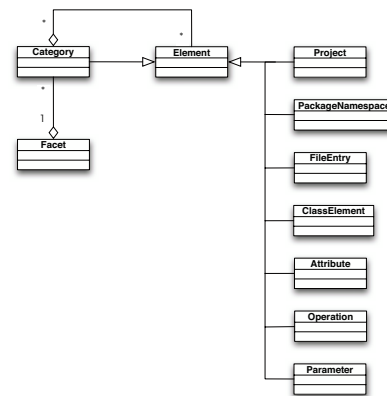 * *
Category Element Project
*
PackageNamespace
1
Facet
FileEntry
ClassElement
Attribute
Operation
Parameter